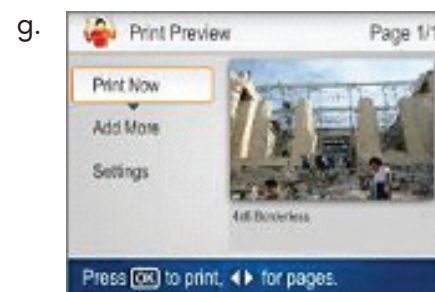 g.
Print Preview Page 1/1
Print Now
Add More
Settings
4x6 Borderless
Press OK to print, ◀▶ for pages.